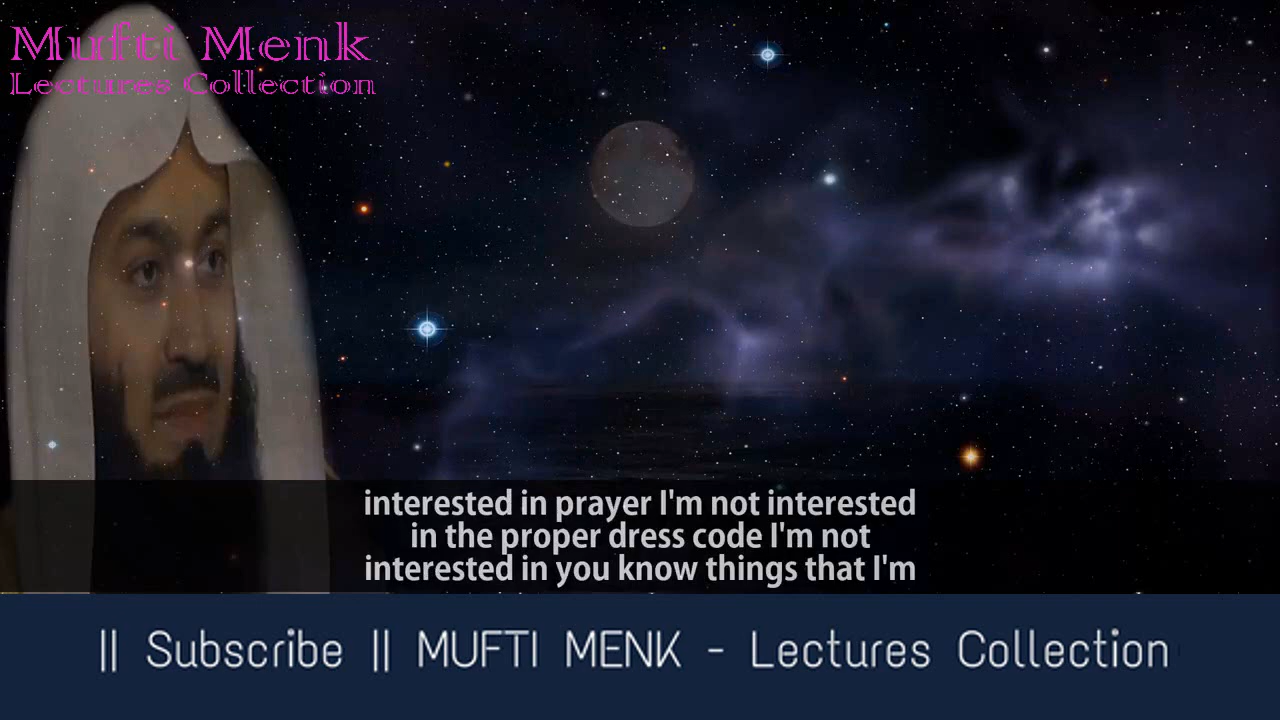 Mufti Menk
Lectures Collection
interested in prayer I'm not interested
in the proper dress code I'm not
interested in you know things that I'm
|| Subscribe || MUFTI MENK - Lectures Collection